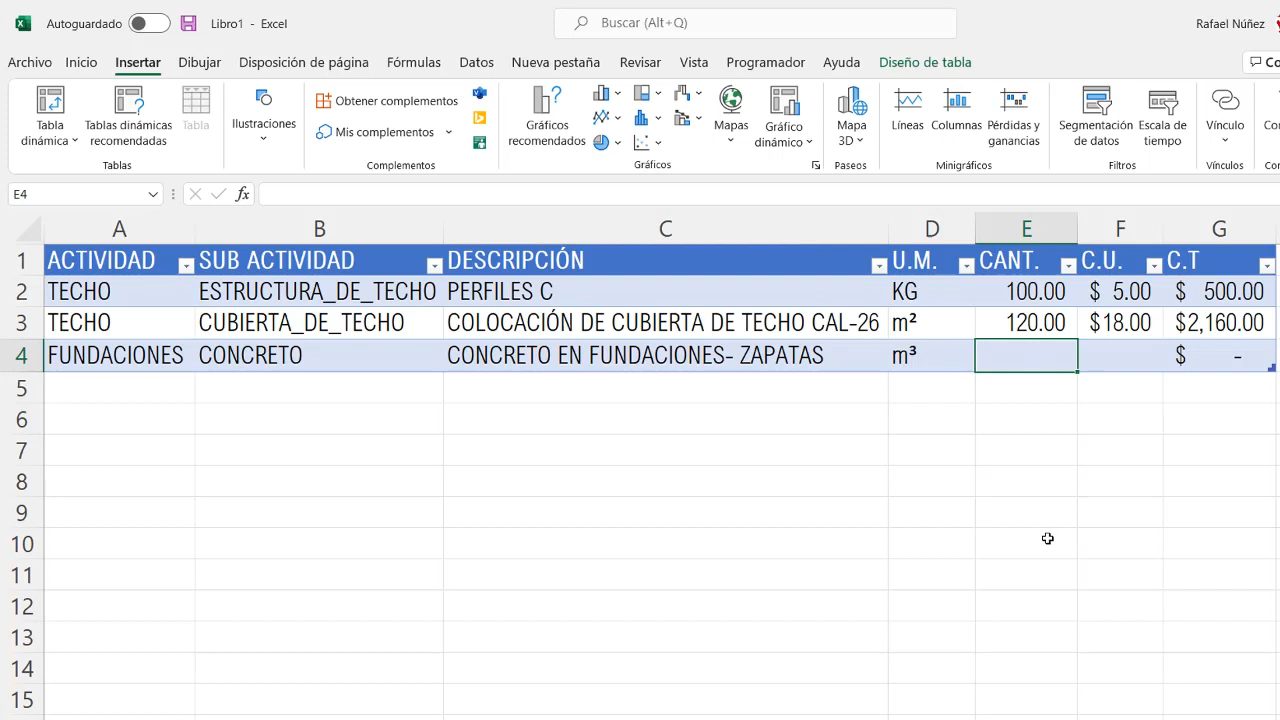 Autoguardado Libro1 - Excel Buscar (Alt+Q) Rafael Núñez
Archivo Inicio Insertar Dibujar Disposición de página Fórmulas Datos Nueva pestaña Revisar Vista Programador Ayuda Diseño de tabla Co
Tabla dinámica Tablas dinámicas recomendadas Tabla Ilustraciones Obtener complementos Mis complementos Gráficos recomendados Mapas Gráfico dinámico Mapa 3D Líneas Columnas Pérdidas y ganancias Segmentación de datos Escala de tiempo Vínculo
Tablas Complementos Gráficos Paseos Minigráficos Filtros Vínculos
E4 fx
A B C D E F G
1 ACTIVIDAD SUB ACTIVIDAD DESCRIPCIÓN U.M. CANT. C.U. C.T
2 TECHO ESTRUCTURA_DE_TECHO PERFILES C KG 100.00 $ 5.00 $ 500.00
3 TECHO CUBIERTA_DE_TECHO COLOCACIÓN DE CUBIERTA DE TECHO CAL-26 m² 120.00 $18.00 $2,160.00
4 FUNDACIONES CONCRETO CONCRETO EN FUNDACIONES- ZAPATAS m³ $ -
5
6
7
8
9
10
11
12
13
14
15